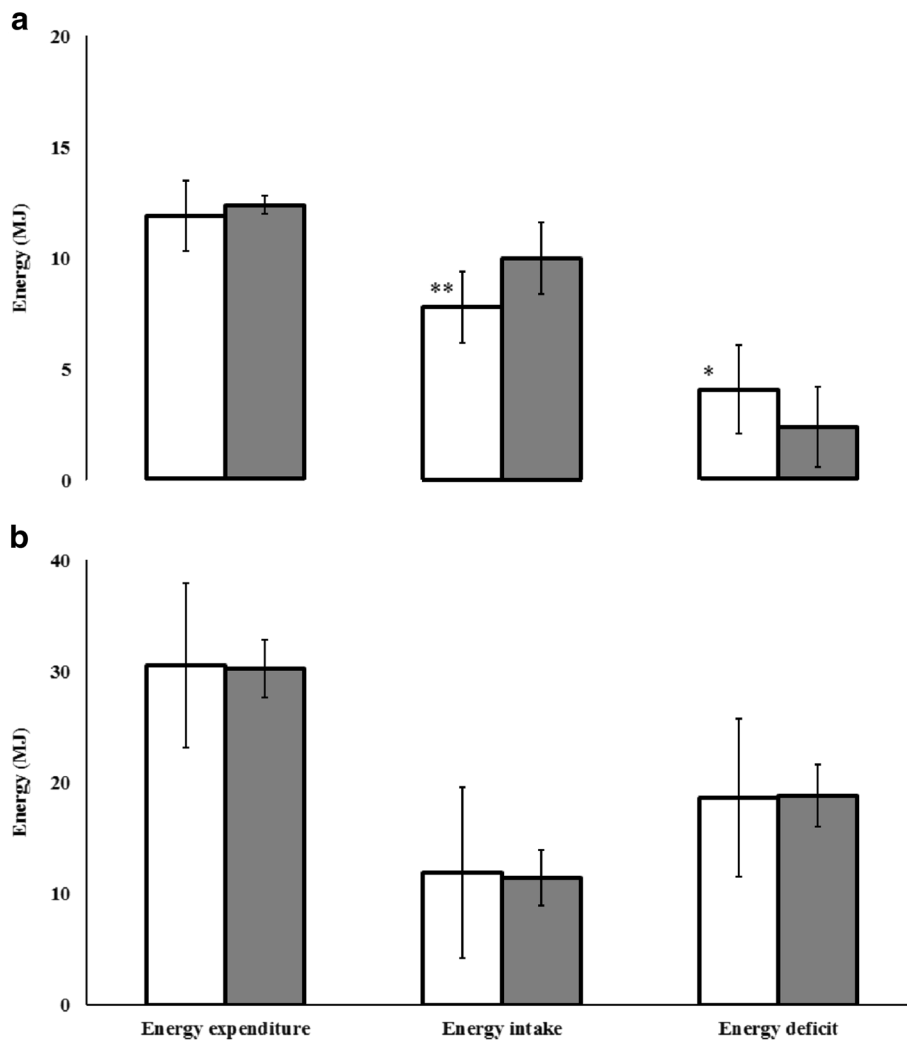 a
20
15
10
5
0
Energy (MJ)
**
*
b
40
30
20
10
0
Energy (MJ)
Energy expenditure
Energy intake
Energy deficit